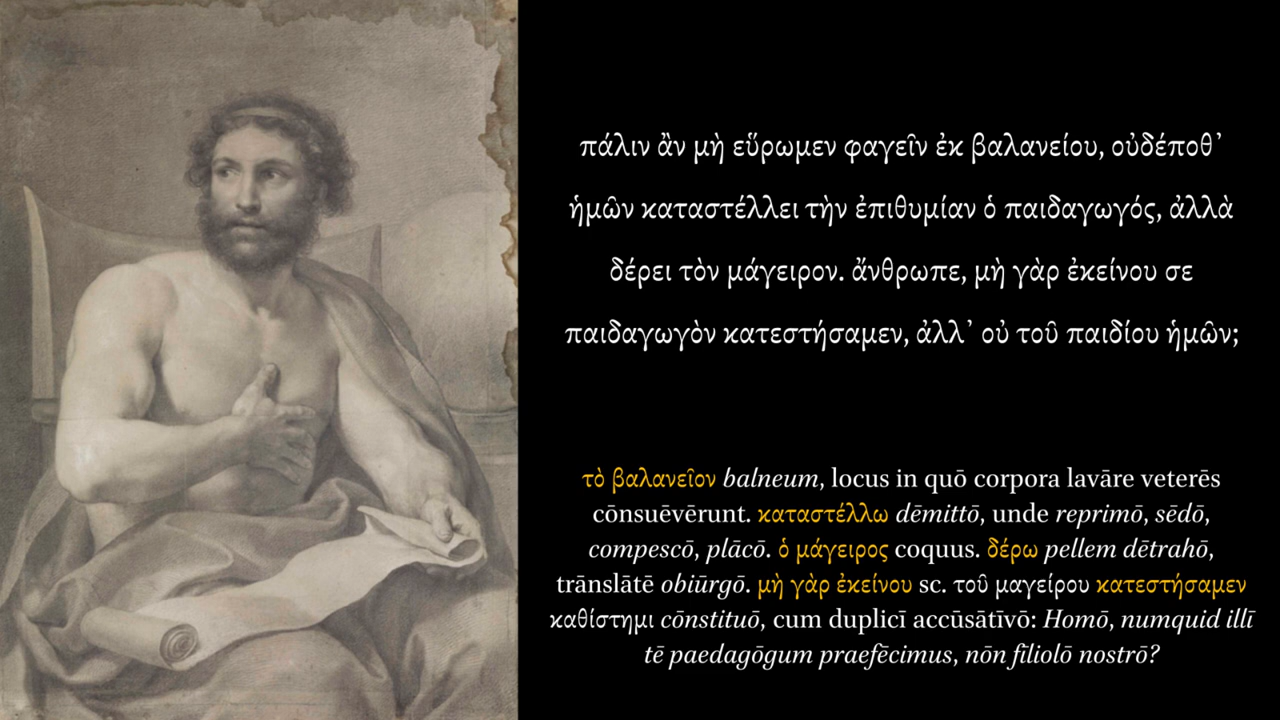 πάλιν ἂν μὴ εὕρωμεν φαγεῖν ἐκ βαλανείου, οὐδέποθ᾽
ἡμῶν καταστέλλει τὴν ἐπιθυμίαν ὁ παιδαγωγός, ἀλλὰ
δέρει τὸν μάγειρον. ἄνθρωπε, μὴ γὰρ ἐκείνου σε
παιδαγωγὸν κατεστήσαμεν, ἀλλ᾽ οὐ τοῦ παιδίου ἡμῶν;
τὸ βαλανεῖον balneum, locus in quō corpora lavāre veterēs
cōnsuēvērunt. καταστέλλω dēmittō, unde reprimō, sēdō,
compescō, plācō. ὁ μάγειρος coquus. δέρω pellem dētrahō,
trānslātē obiūrgō. μὴ γὰρ ἐκείνου sc. τοῦ μαγείρου κατεστήσαμεν
καθίστημι cōnstituō, cum duplicī accūsātīvō: Homō, numquid illī
tē paedagōgum praefēcimus, nōn fīliolō nostrō?